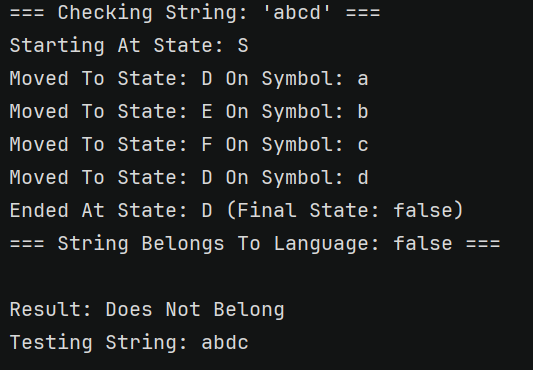 === Checking String: 'abcd' ===
Starting At State: S
Moved To State: D On Symbol: a
Moved To State: E On Symbol: b
Moved To State: F On Symbol: c
Moved To State: D On Symbol: d
Ended At State: D (Final State: false)
=== String Belongs To Language: false ===
Result: Does Not Belong
Testing String: abdc